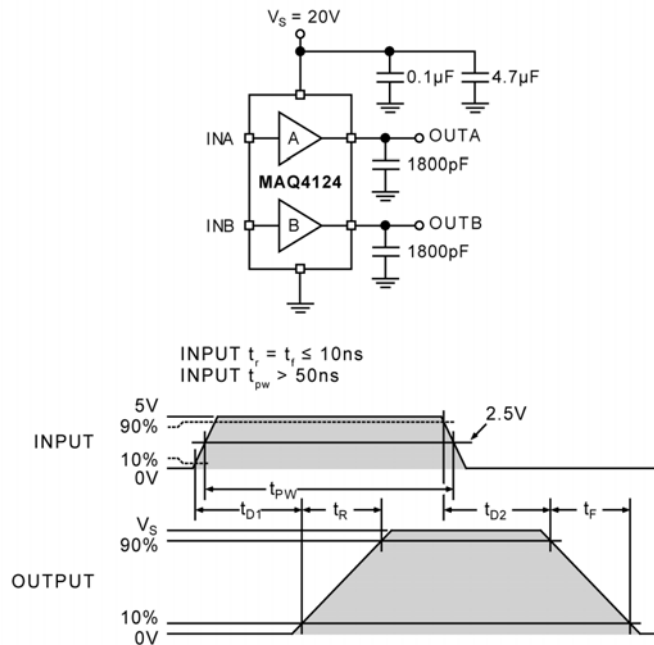 V_S = 20V
0.1µF 4.7µF
INA A OUTA
1800pF
MAQ4124
INB B OUTB
1800pF
INPUT t_r = t_f ≤ 10ns
INPUT t_pw > 50ns
5V
90%
2.5V
INPUT
10%
0V
t_PW
t_D1 t_R t_D2 t_F
V_S
90%
OUTPUT
10%
0V